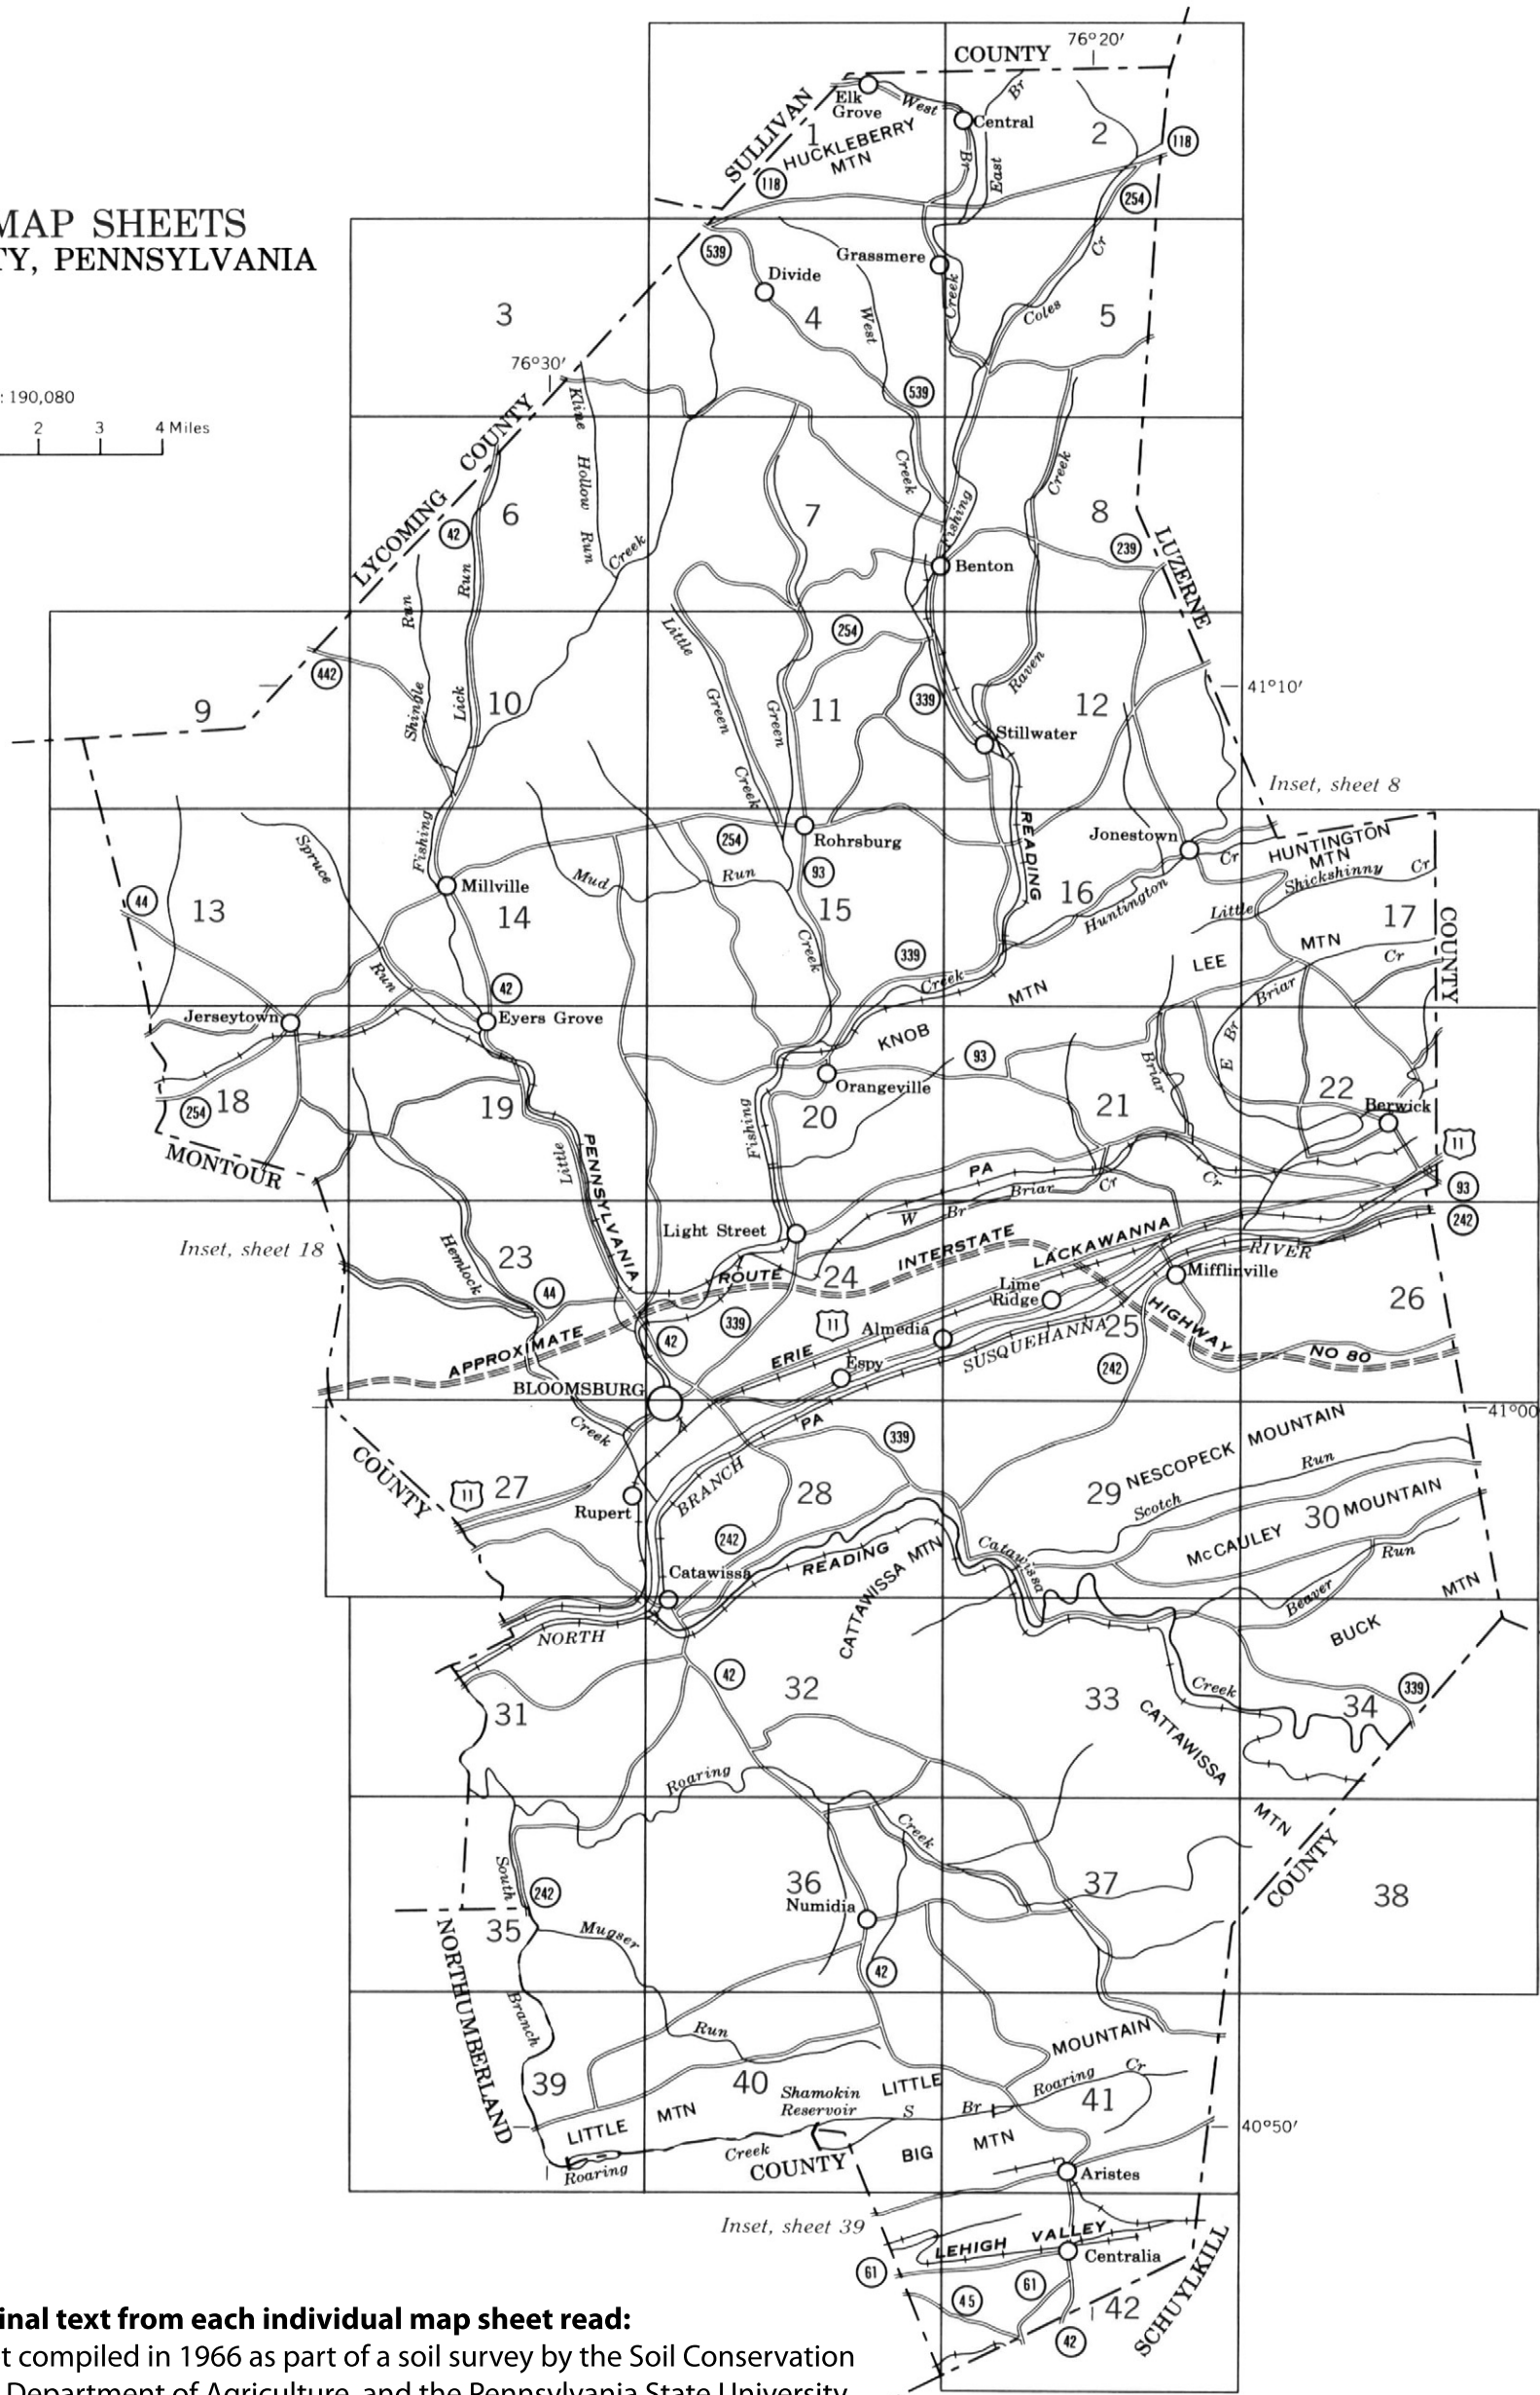 COUNTY
76°20′
Elk
Grove
West
Br
Central
SULLIVAN
1
HUCKLEBERRY
MTN
2
118
118
Br
East
254
MAP SHEETS
TY, PENNSYLVANIA
539
Grassmere
Cr
Divide
Creek
3
4
West
Coles
5
76°30′
: 190,080
539
2 3 4 Miles
Kline
COUNTY
Creek
Creek
Hollow
LYCOMING
6
7
Fishing
8
42
Run
Creek
239
Benton
LUZERNE
Run
Run
Little
254
442
Raven
41°10′
9
Shingle
Lick
10
Green
Green
11
339
12
Stillwater
Inset, sheet 8
Creek
READING
Jonestown
HUNTINGTON
MTN
Spruce
Fishing
254
Rohrsburg
Cr
Shickshinny
Cr
Millville
Mud
Run
93
44
13
14
15
16
Huntington
Little
17
COUNTY
Creek
339
MTN
Run
LEE
Cr
42
Creek
MTN
Briar
Jerseytown
Eyers Grove
KNOB
93
Br
E
Briar
Orangeville
18
254
19
Fishing
20
21
22
Berwick
11
MONTOUR
Little
PENNSYLVANIA
PA
Briar
Cr
Cr
93
W
Br
242
Light Street
Inset, sheet 18
INTERSTATE
LACKAWANNA
RIVER
23
Hemlock
ROUTE
24
Mifflinville
44
Lime
Ridge
26
339
11
Almedia
25
HIGHWAY
42
SUSQUEHANNA
APPROXIMATE
ERIE
Espy
NO 80
242
BLOOMSBURG
41°00
Creek
PA
339
NESCOPECK MOUNTAIN
COUNTY
BRANCH
Run
11
27
28
29
Scotch
30
MOUNTAIN
Rupert
242
READING
CATTAWISSA MTN
Catawissa
McCAULEY
Run
Catawissa
Beaver
MTN
NORTH
BUCK
42
32
Creek
339
31
33
CATTAWISSA
34
Roaring
MTN
Creek
COUNTY
South
36
37
38
242
Numidia
35
Mugser
NORTHUMBERLAND
42
Branch
Run
MOUNTAIN
39
40
Shamokin
Reservoir
LITTLE
Roaring
Cr
41
LITTLE
MTN
S
Br
40°50′
Creek
COUNTY
BIG
MTN
Roaring
Aristes
Inset, sheet 39
LEHIGH
VALLEY
Centralia
61
61
45
42
SCHUYLKILL
42
inal text from each individual map sheet read:
t compiled in 1966 as part of a soil survey by the Soil Conservation
Department of Agriculture, and the Pennsylvania State University